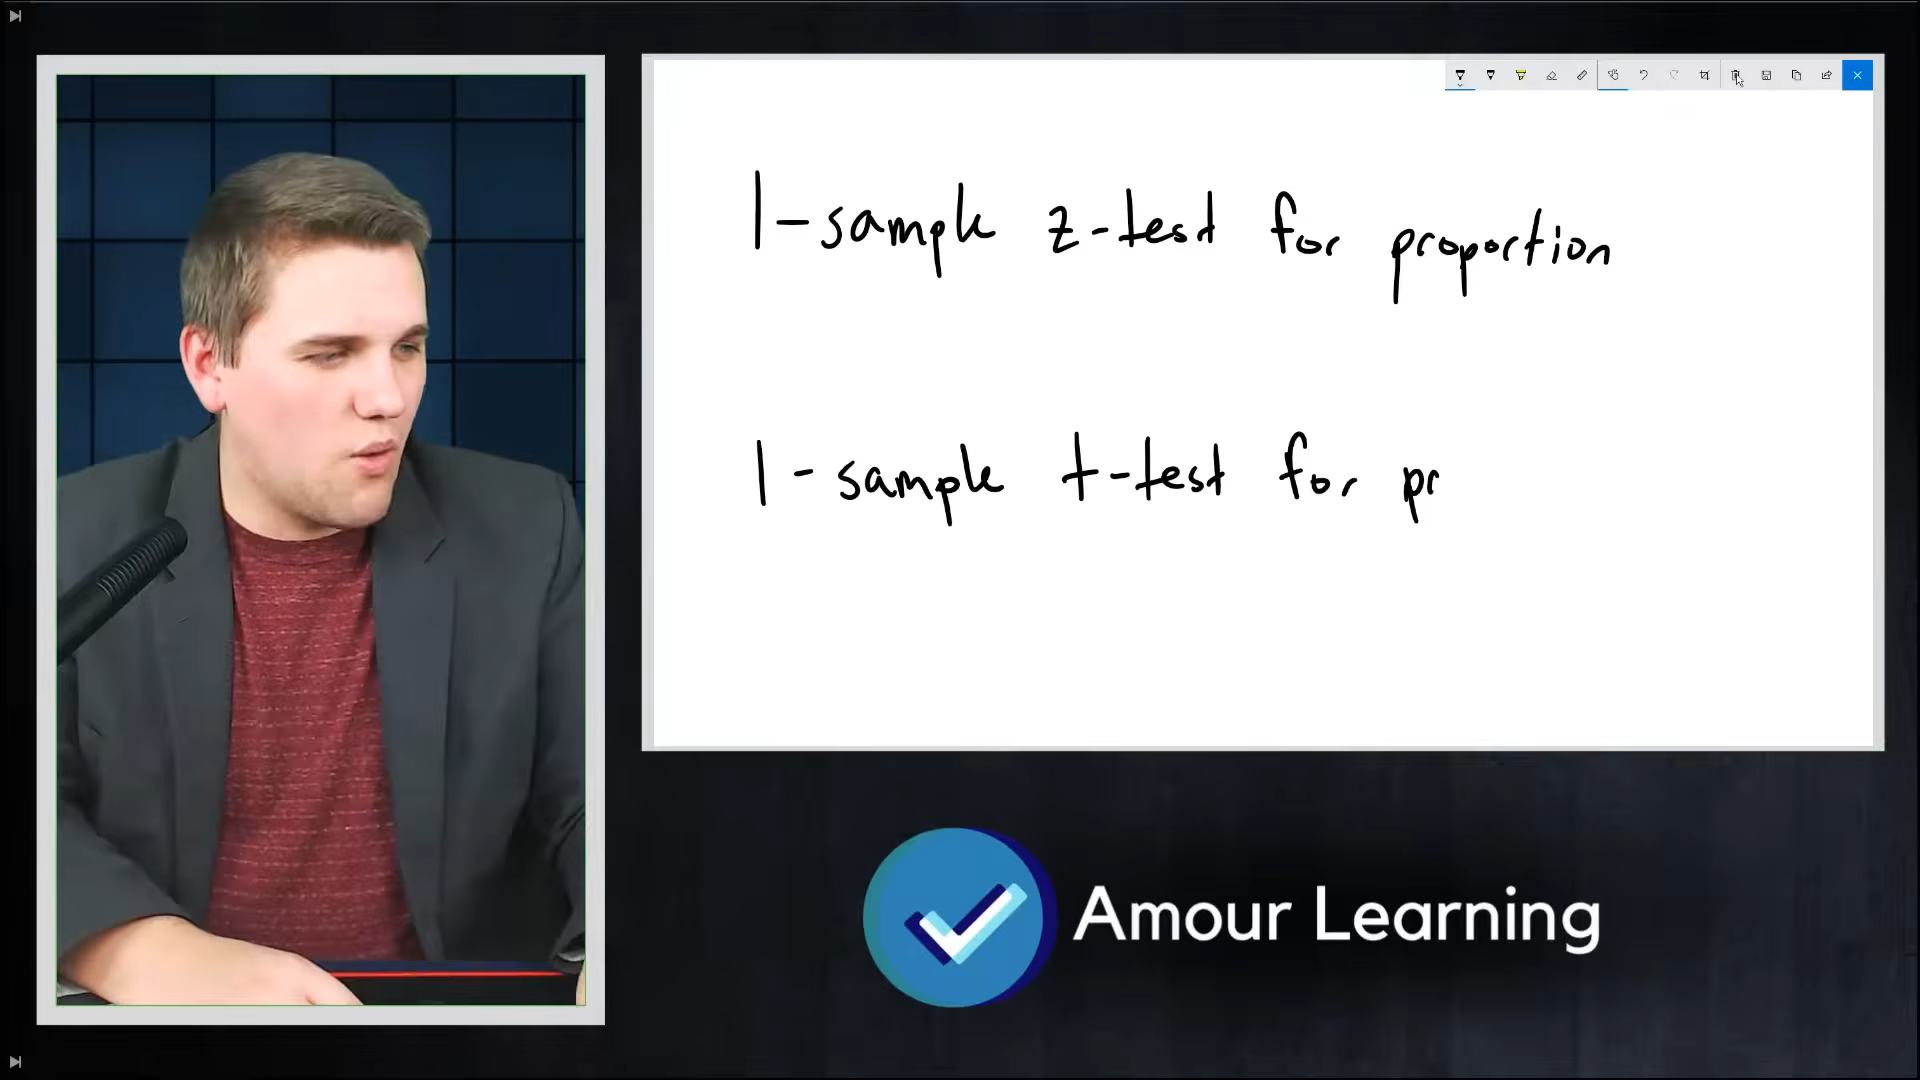 1-sample z-test for proportion
1-sample t-test for pr
Amour Learning